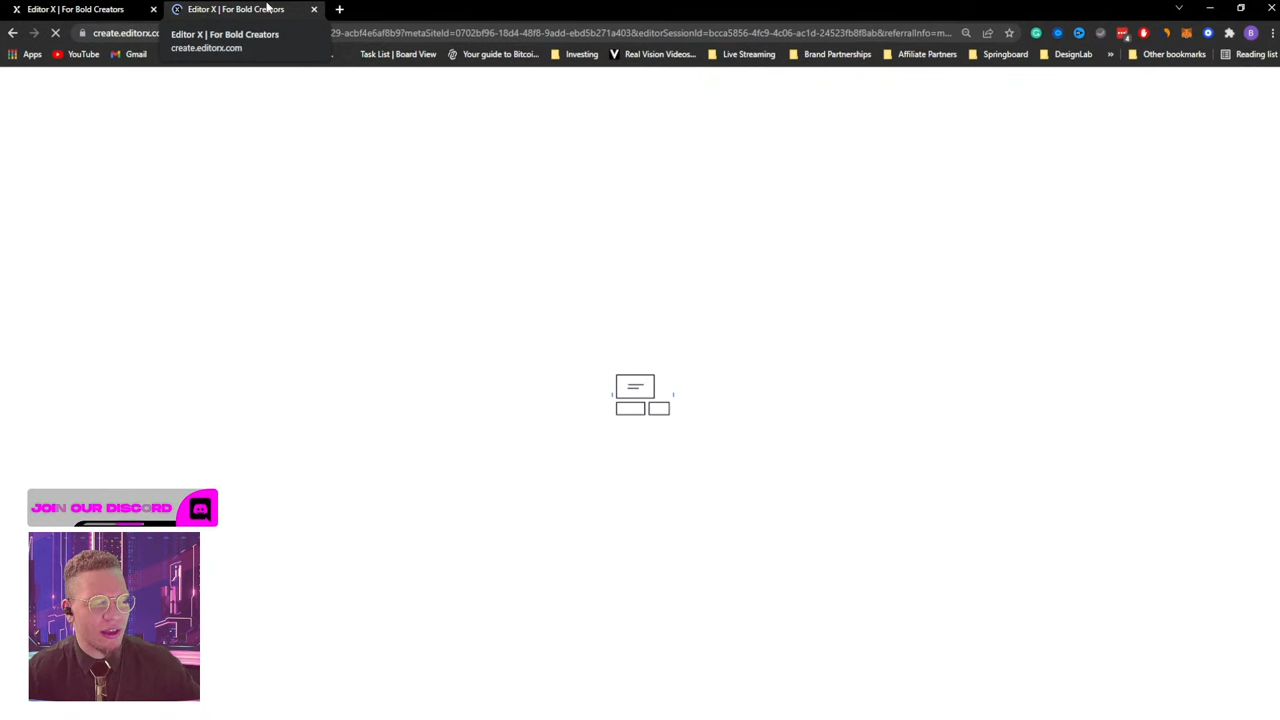 Editor X | For Bold Creators
Editor X | For Bold Creators
create.editorx.cc
29-acbf4e6af8b9?metaSiteId=0702bf96-18d4-48f8-9add-ebd5b271a403&editorSessionId=bcca5856-4fc9-4c06-ac1d-24523fb8f8ab&referralInfo=m...
Editor X | For Bold Creators
create.editorx.com
Apps
YouTube
Gmail
Task List | Board View
Your guide to Bitcoi...
Investing
Real Vision Videos...
Live Streaming
Brand Partnerships
Affiliate Partners
Springboard
DesignLab
»
Other bookmarks
Reading list
4
B
JOIN OUR DISCORD